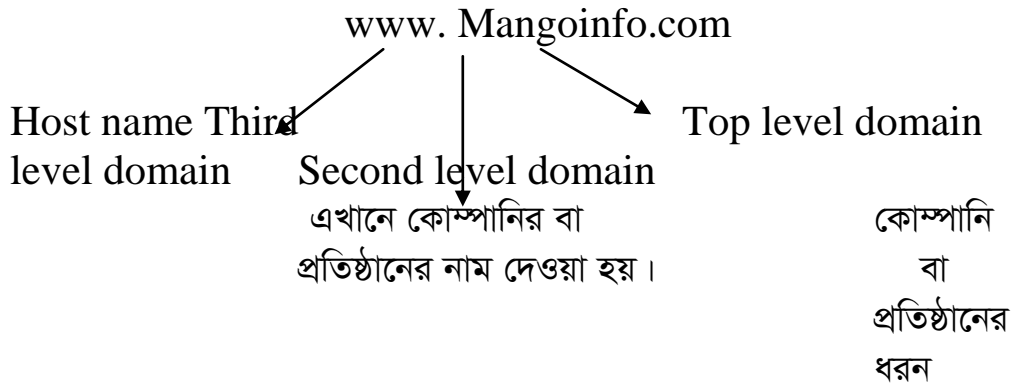 www. Mangoinfo.com
Host name Third
level domain
Second level domain
এখানে কোম্পানির বা
প্রতিষ্ঠানের নাম দেওয়া হয়।
Top level domain
কোম্পানি
বা
প্রতিষ্ঠানের
ধরন